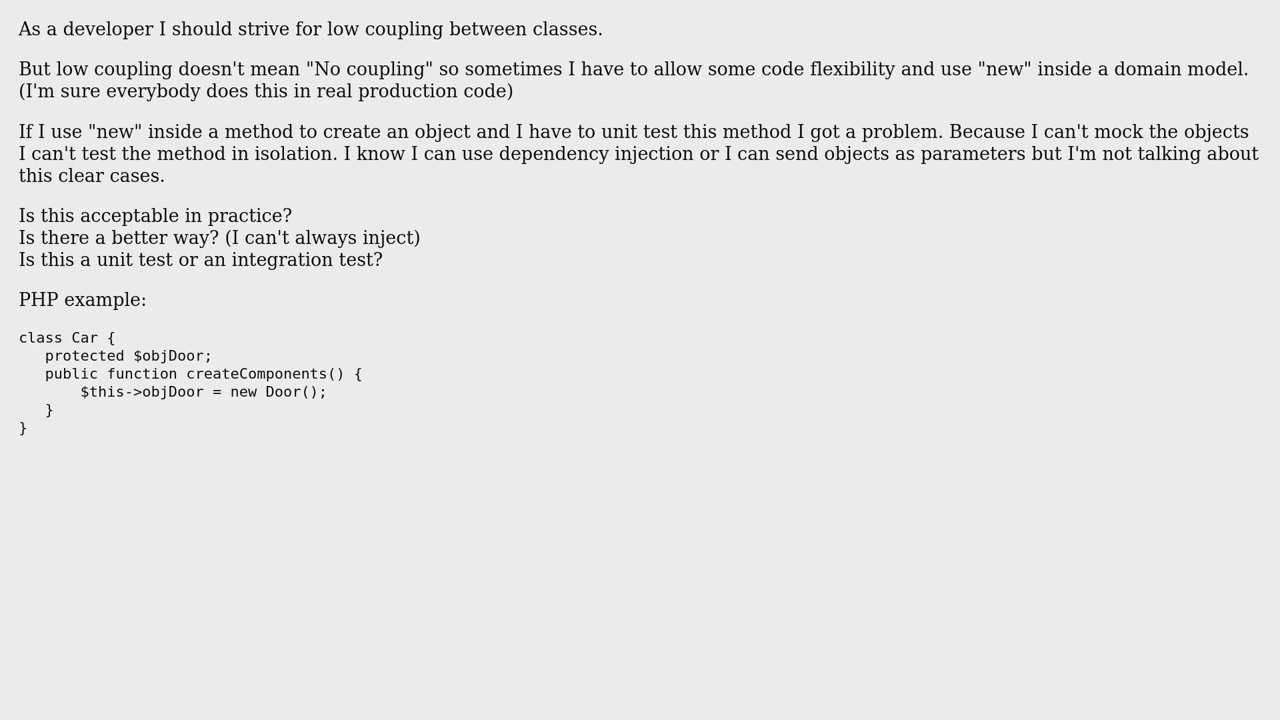 As a developer I should strive for low coupling between classes.
But low coupling doesn't mean "No coupling" so sometimes I have to allow some code flexibility and use "new" inside a domain model.
(I'm sure everybody does this in real production code)
If I use "new" inside a method to create an object and I have to unit test this method I got a problem. Because I can't mock the objects
I can't test the method in isolation. I know I can use dependency injection or I can send objects as parameters but I'm not talking about
this clear cases.
Is this acceptable in practice?
Is there a better way? (I can't always inject)
Is this a unit test or an integration test?
PHP example:
class Car {
   protected $objDoor;
   public function createComponents() {
       $this->objDoor = new Door();
   }
}